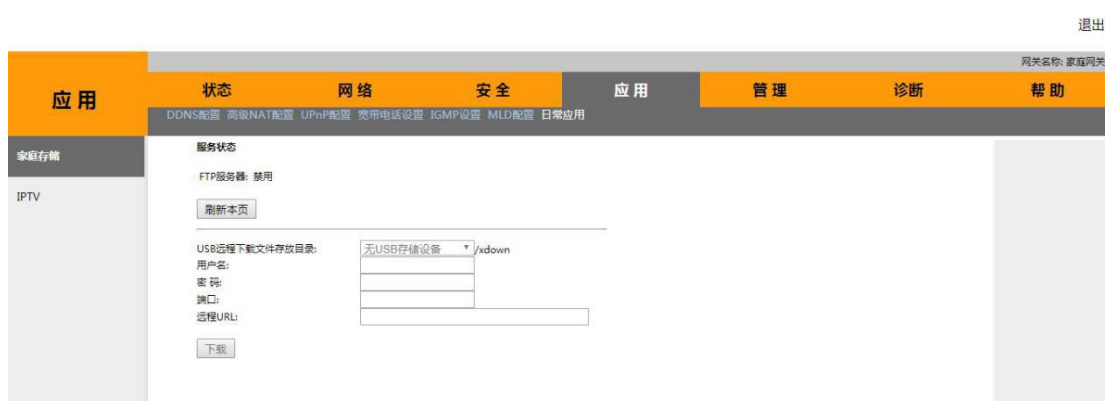 退出
网关名称: 家庭网关
应用
状态 网络 安全 应用 管理 诊断 帮助
DDNS配置 高级NAT配置 UPnP配置 宽带电话设置 IGMP设置 MLD配置 日常应用
家庭存储
IPTV
服务状态
FTP服务器: 禁用
刷新本页
USB远程下载文件存放目录: 无USB存储设备 /xdown
用户名:
密码:
端口:
远程URL:
下载